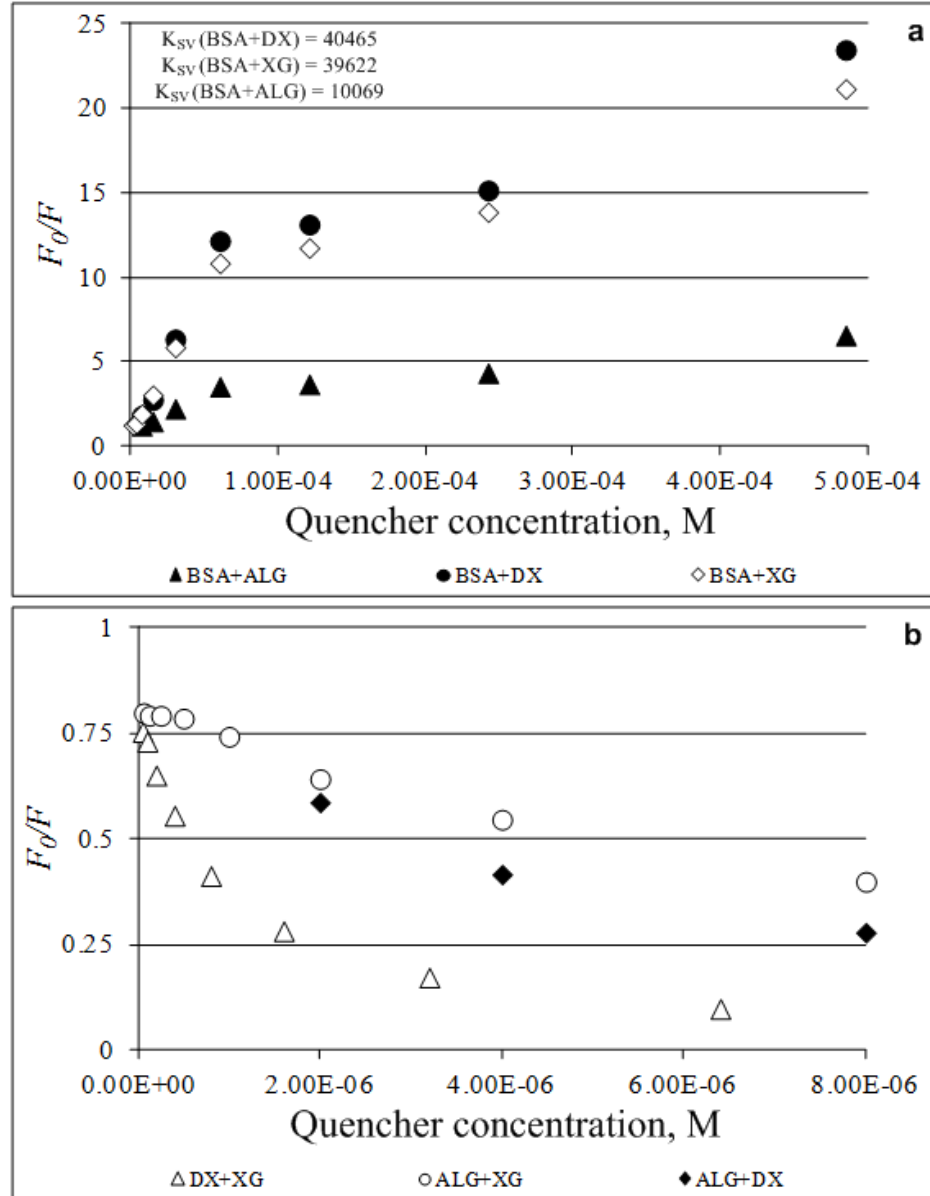 a
K_SV (BSA+DX) = 40465
K_SV (BSA+XG) = 39622
K_SV (BSA+ALG) = 10069
25
20
15
10
5
0
F_0/F
0.00E+00 1.00E-04 2.00E-04 3.00E-04 4.00E-04 5.00E-04
Quencher concentration, M
▲BSA+ALG ●BSA+DX ◇BSA+XG
b
1
0.75
0.5
0.25
0
F_0/F
0.00E+00 2.00E-06 4.00E-06 6.00E-06 8.00E-06
Quencher concentration, M
△DX+XG ○ALG+XG ◆ALG+DX